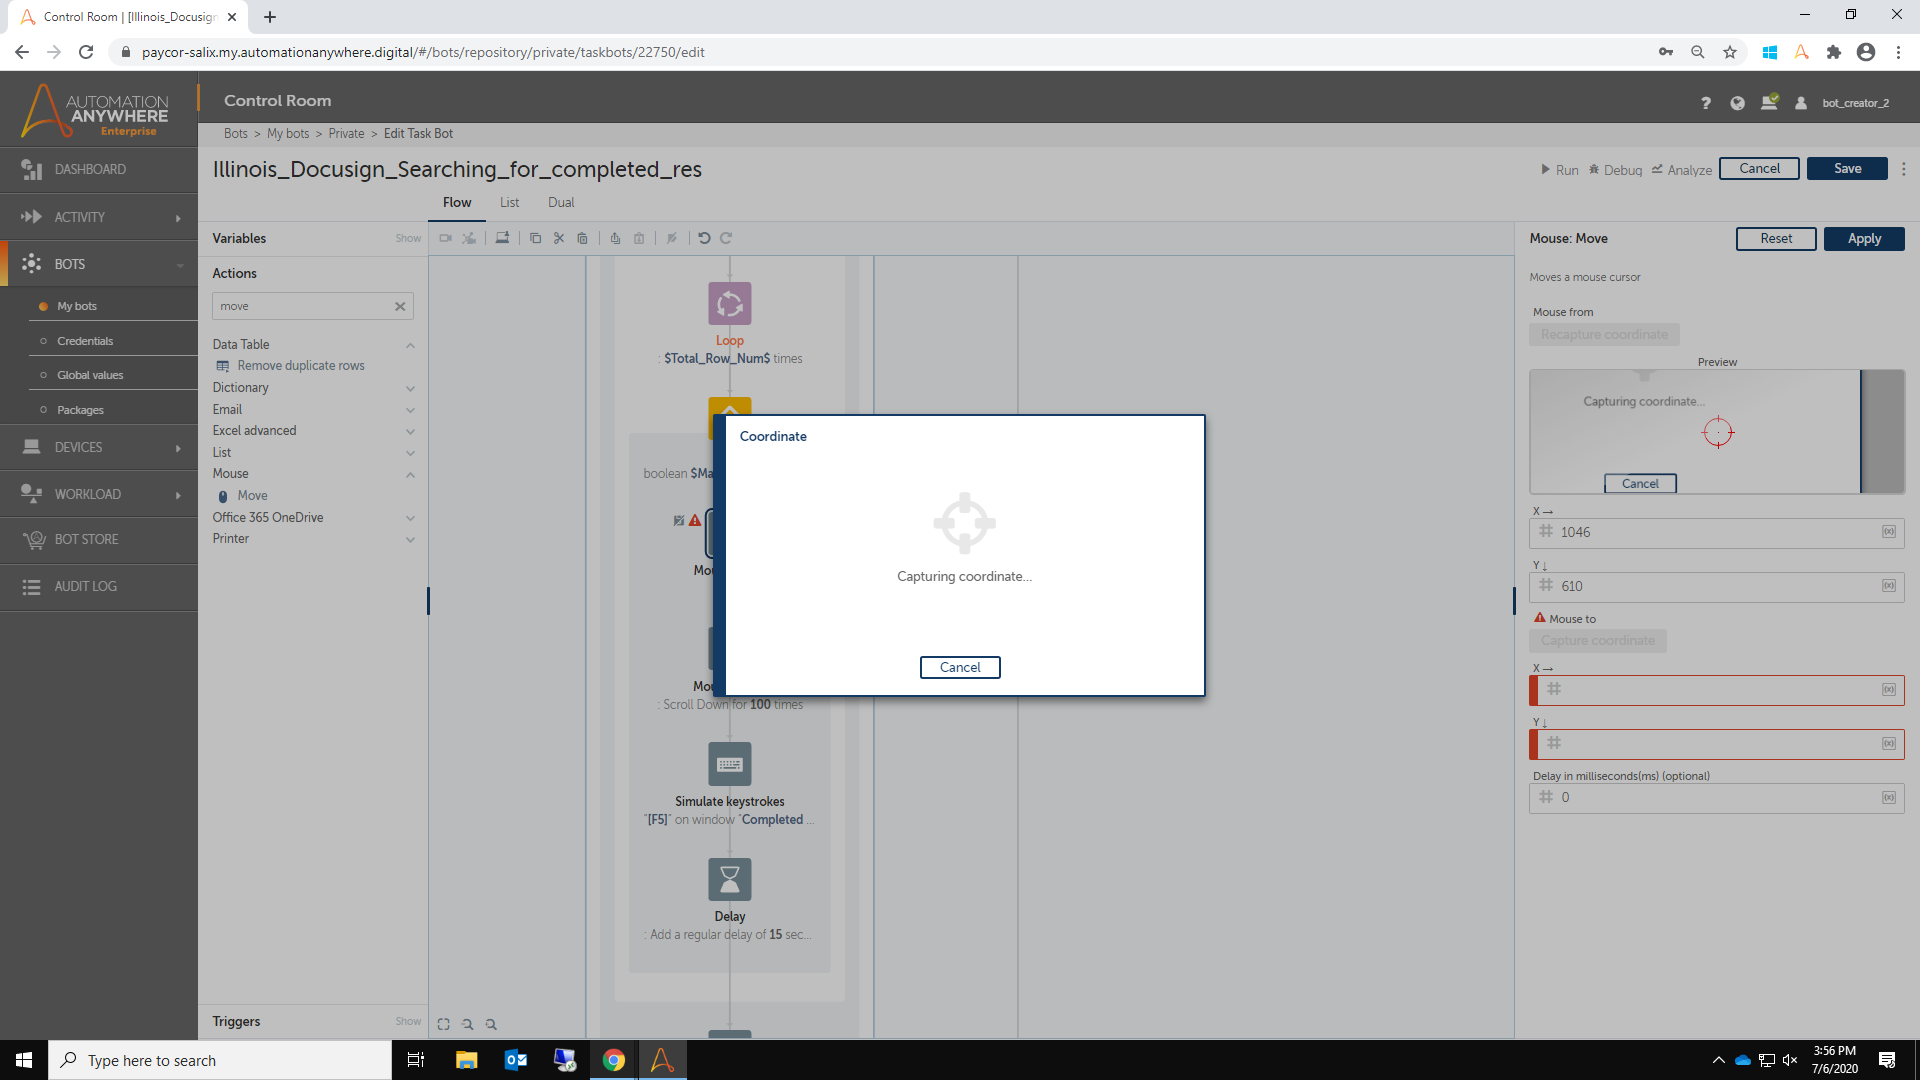 Control Room | [Illinois_Docusign
paycor-salix.my.automationanywhere.digital/#/bots/repository/private/taskbots/22750/edit
AUTOMATION
ANYWHERE
Enterprise
Control Room
bot_creator_2
Bots > My bots > Private > Edit Task Bot
Illinois_Docusign_Searching_for_completed_res
Run
Debug
Analyze
Cancel
Save
Flow
List
Dual
DASHBOARD
ACTIVITY
BOTS
My bots
Credentials
Global values
Packages
DEVICES
WORKLOAD
BOT STORE
AUDIT LOG
Variables
Show
Actions
move
Data Table
Remove duplicate rows
Dictionary
Email
Excel advanced
List
Mouse
Move
Office 365 OneDrive
Printer
Triggers
Show
Loop
: $Total_Row_Num$ times
boolean $Ma
Mou
Mou
: Scroll Down for 100 times
Simulate keystrokes
"[F5]" on window "Completed ...
Delay
: Add a regular delay of 15 sec...
Coordinate
Capturing coordinate...
Cancel
Mouse: Move
Reset
Apply
Moves a mouse cursor
Mouse from
Recapture coordinate
Preview
Capturing coordinate...
Cancel
X →
# 1046 (x)
Y ↓
# 610 (x)
Mouse to
Capture coordinate
X →
# (x)
Y ↓
# (x)
Delay in milliseconds(ms) (optional)
# 0 (x)
Type here to search
3:56 PM
7/6/2020